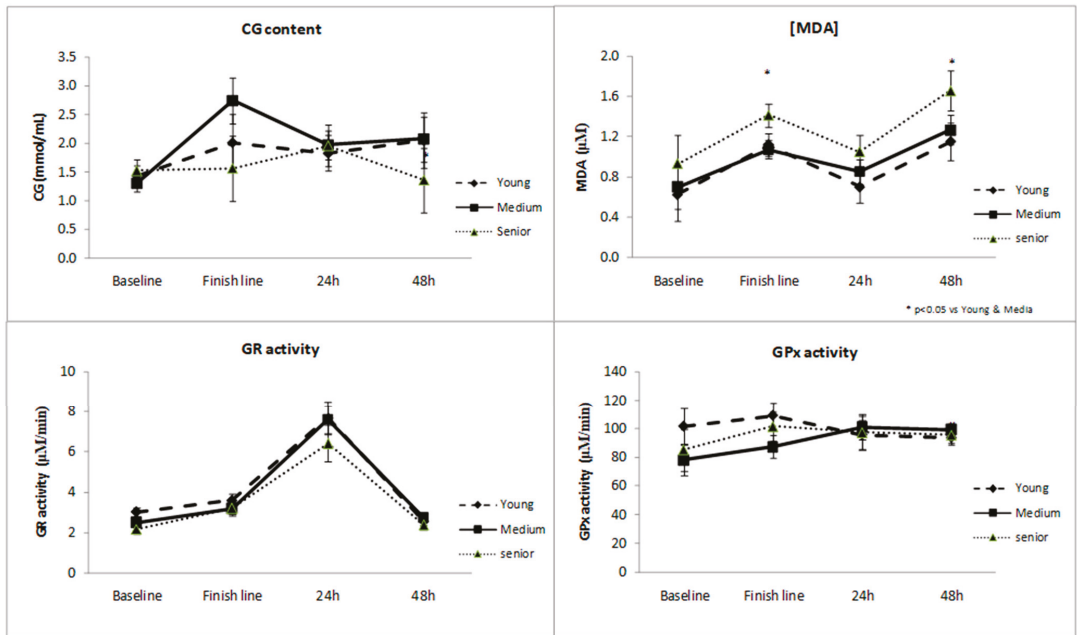 CG content
3.5
3.0
2.5
2.0
1.5
1.0
0.5
0.0
CG (mmo/mL)
Baseline
Finish line
24h
48h
Young
Medium
Senior
[MDA]
2.0
1.6
1.2
0.8
0.4
0.0
MDA (µM)
*
*
Baseline
Finish line
24h
48h
Young
Medium
senior
* p<0.05 vs Young & Media
GR activity
10
8
6
4
2
0
GR activity (µM/min)
Baseline
Finish line
24h
48h
Young
Medium
senior
GPx activity
140
120
100
80
60
40
20
0
GPx activity (µM/min)
Baseline
Finish line
24h
48h
Young
Medium
senior